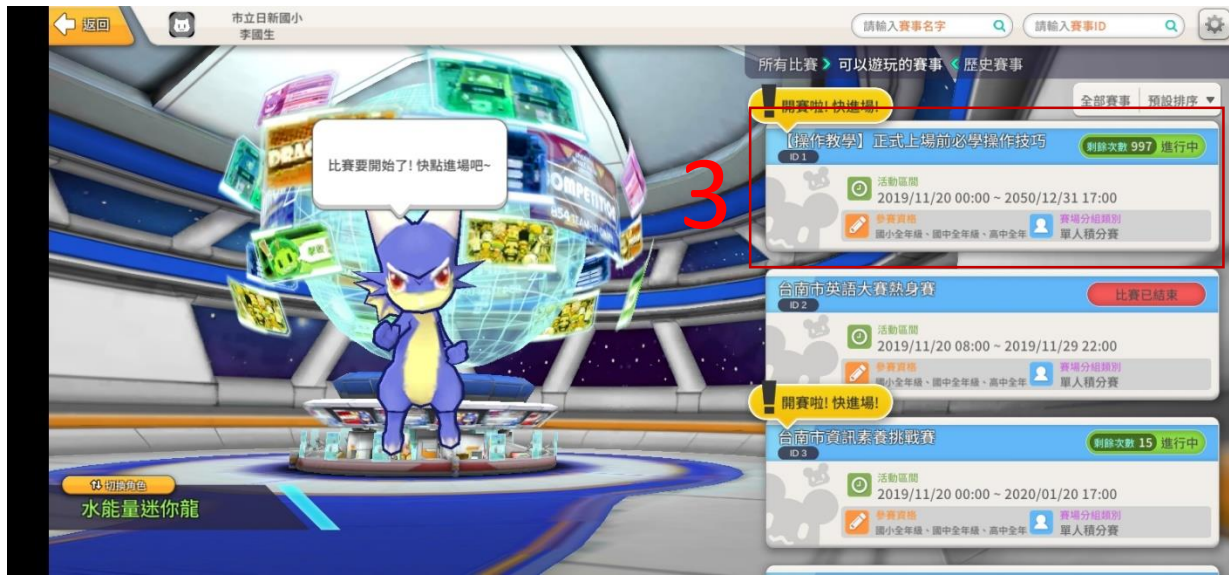 返回
市立日新國小
李國生
請輸入賽事名字
請輸入賽事ID
所有比賽 > 可以遊玩的賽事 < 歷史賽事
開賽啦! 快進場!
全部賽事 預設排序 ▼
【操作教學】正式上場前必學操作技巧
剩餘次數 997 進行中
ID 1
活動區間
2019/11/20 00:00 ~ 2050/12/31 17:00
參賽資格
國小全年級、國中全年級、高中全年
賽場分組類別
單人積分賽
3
比賽要開始了! 快點進場吧~
DRAG
OMPETITION
擊敗
台南市英語大賽熱身賽
比賽已結束
ID 2
活動區間
2019/11/20 08:00 ~ 2019/11/29 22:00
參賽資格
國小全年級、國中全年級、高中全年
賽場分組類別
單人積分賽
開賽啦! 快進場!
台南市資訊素養挑戰賽
剩餘次數 15 進行中
ID 3
活動區間
2019/11/20 00:00 ~ 2020/01/20 17:00
參賽資格
國小全年級、國中全年級、高中全年
賽場分組類別
單人積分賽
切換角色
水能量迷你龍